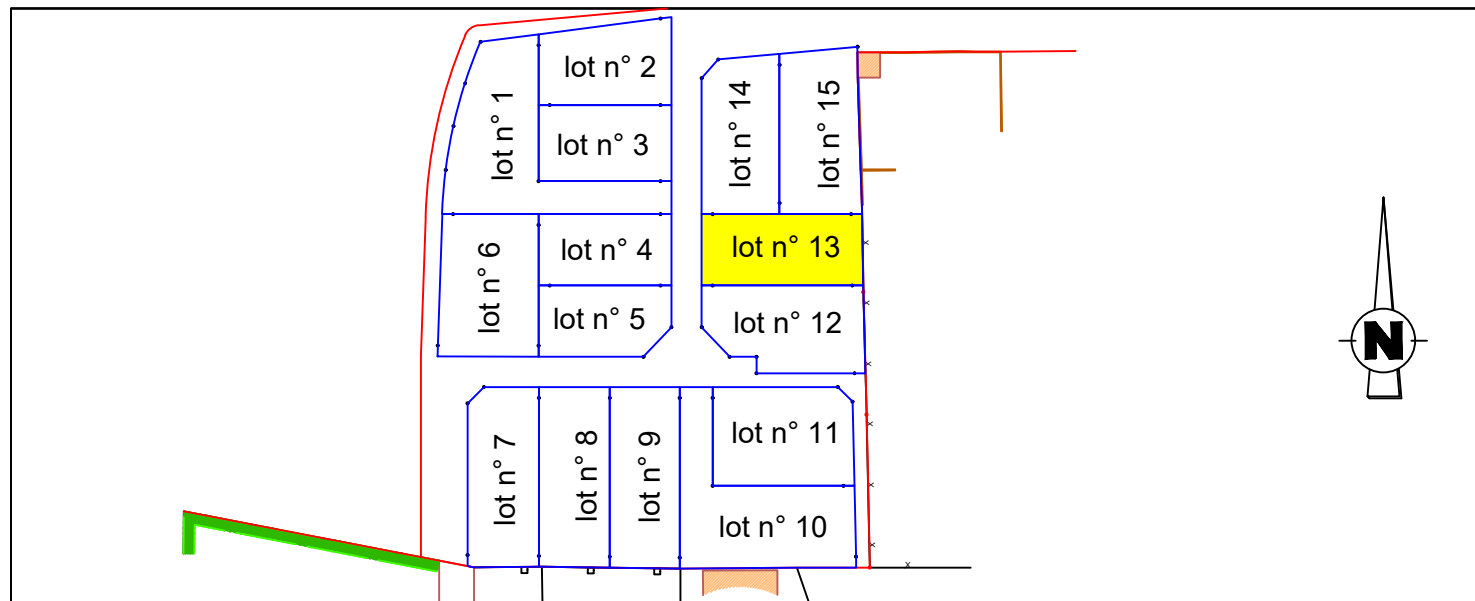 lot n° 1
lot n° 2
lot n° 3
lot n° 14
lot n° 15
lot n° 6
lot n° 4
lot n° 5
lot n° 13
lot n° 12
N
lot n° 7
lot n° 8
lot n° 9
lot n° 11
lot n° 10